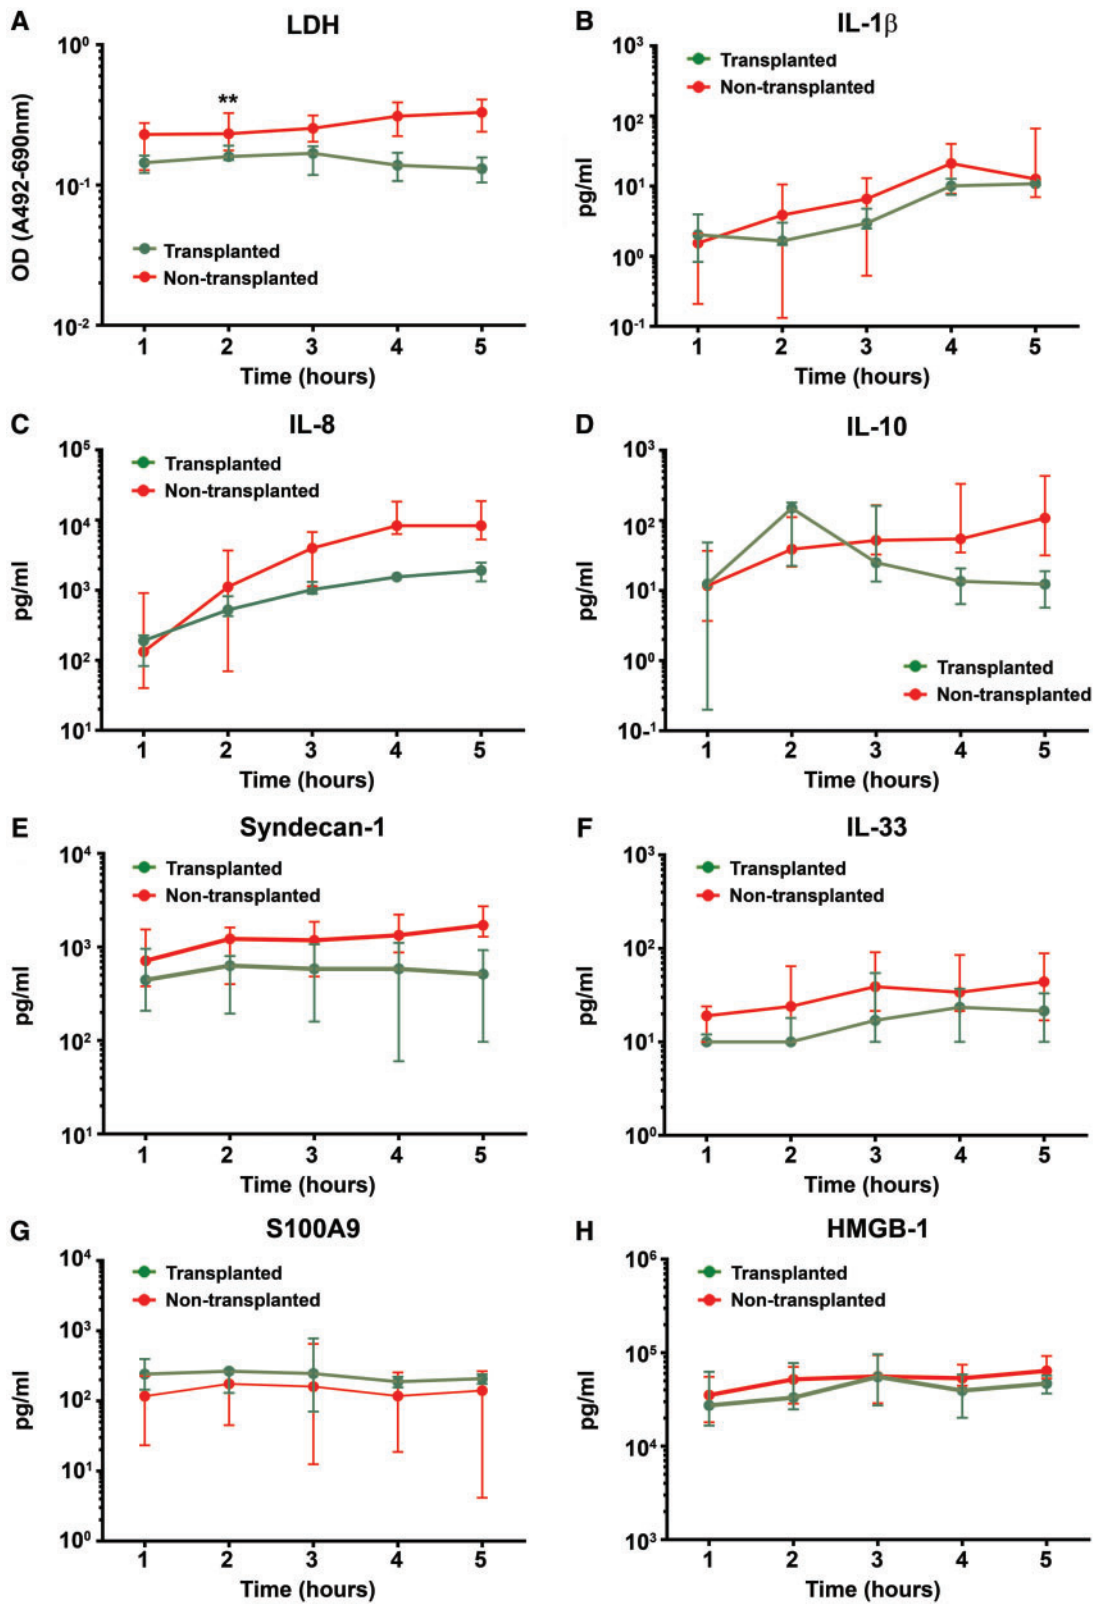 A
LDH
10⁰
10⁻¹
10⁻²
OD (A492-690nm)
**
Transplanted
Non-transplanted
1 2 3 4 5
Time (hours)
B
IL-1β
10³
10²
10¹
10⁰
10⁻¹
pg/ml
Transplanted
Non-transplanted
1 2 3 4 5
Time (hours)
C
IL-8
10⁵
10⁴
10³
10²
10¹
pg/ml
Transplanted
Non-transplanted
1 2 3 4 5
Time (hours)
D
IL-10
10³
10²
10¹
10⁰
10⁻¹
pg/ml
Transplanted
Non-transplanted
1 2 3 4 5
Time (hours)
E
Syndecan-1
10⁴
10³
10²
10¹
pg/ml
Transplanted
Non-transplanted
1 2 3 4 5
Time (hours)
F
IL-33
10³
10²
10¹
10⁰
pg/ml
Transplanted
Non-transplanted
1 2 3 4 5
Time (hours)
G
S100A9
10⁴
10³
10²
10¹
10⁰
pg/ml
Transplanted
Non-transplanted
1 2 3 4 5
Time (hours)
H
HMGB-1
10⁶
10⁵
10⁴
10³
pg/ml
Transplanted
Non-transplanted
1 2 3 4 5
Time (hours)